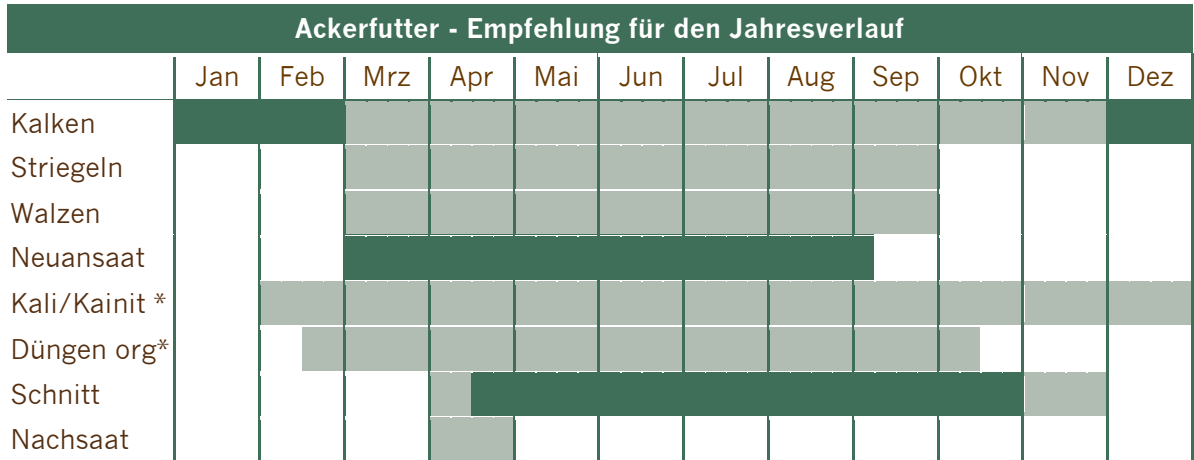 Ackerfutter - Empfehlung für den Jahresverlauf
Jan Feb Mrz Apr Mai Jun Jul Aug Sep Okt Nov Dez
Kalken
Striegeln
Walzen
Neuansaat
Kali/Kainit *
Düngen org*
Schnitt
Nachsaat